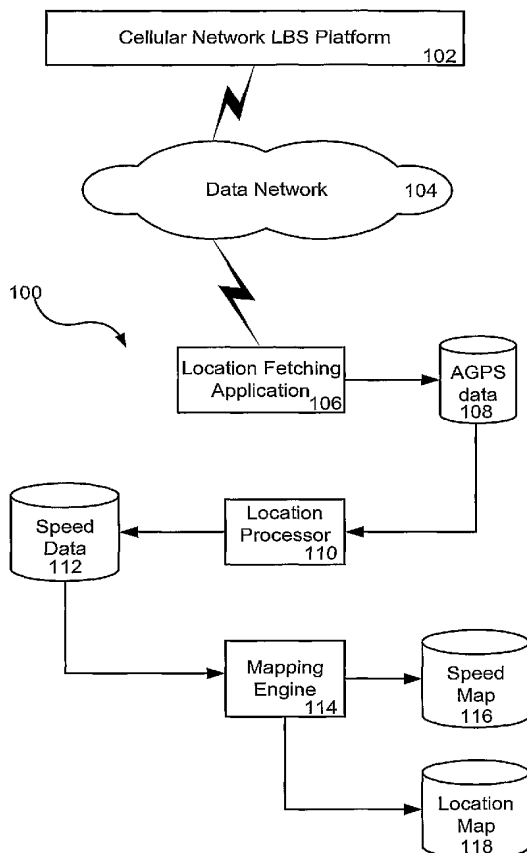 Cellular Network LBS Platform
102
Data Network
104
100
Location Fetching
Application
106
AGPS
data
108
Speed
Data
112
Location
Processor
110
Mapping
Engine
114
Speed
Map
116
Location
Map
118